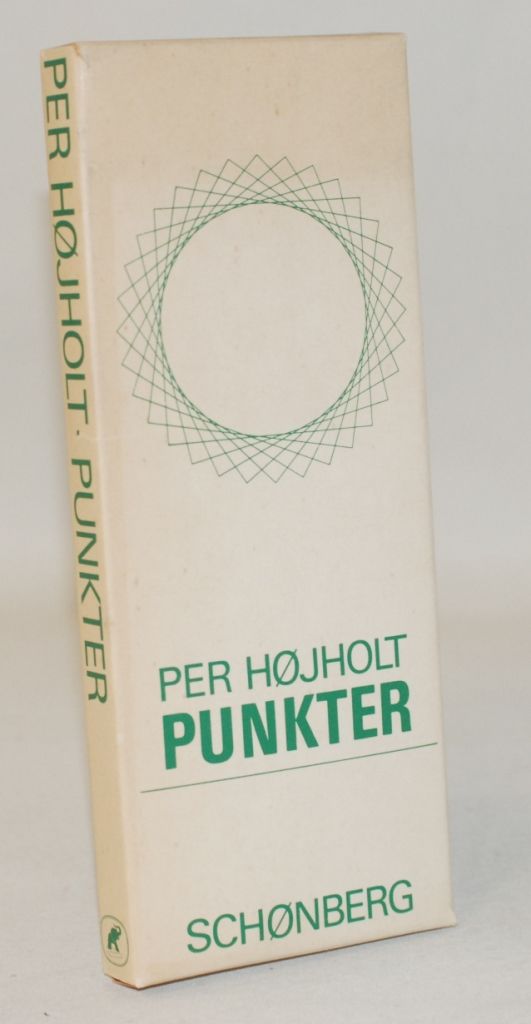 PER HØJHOLT · PUNKTER
PER HØJHOLT
PUNKTER
SCHØNBERG